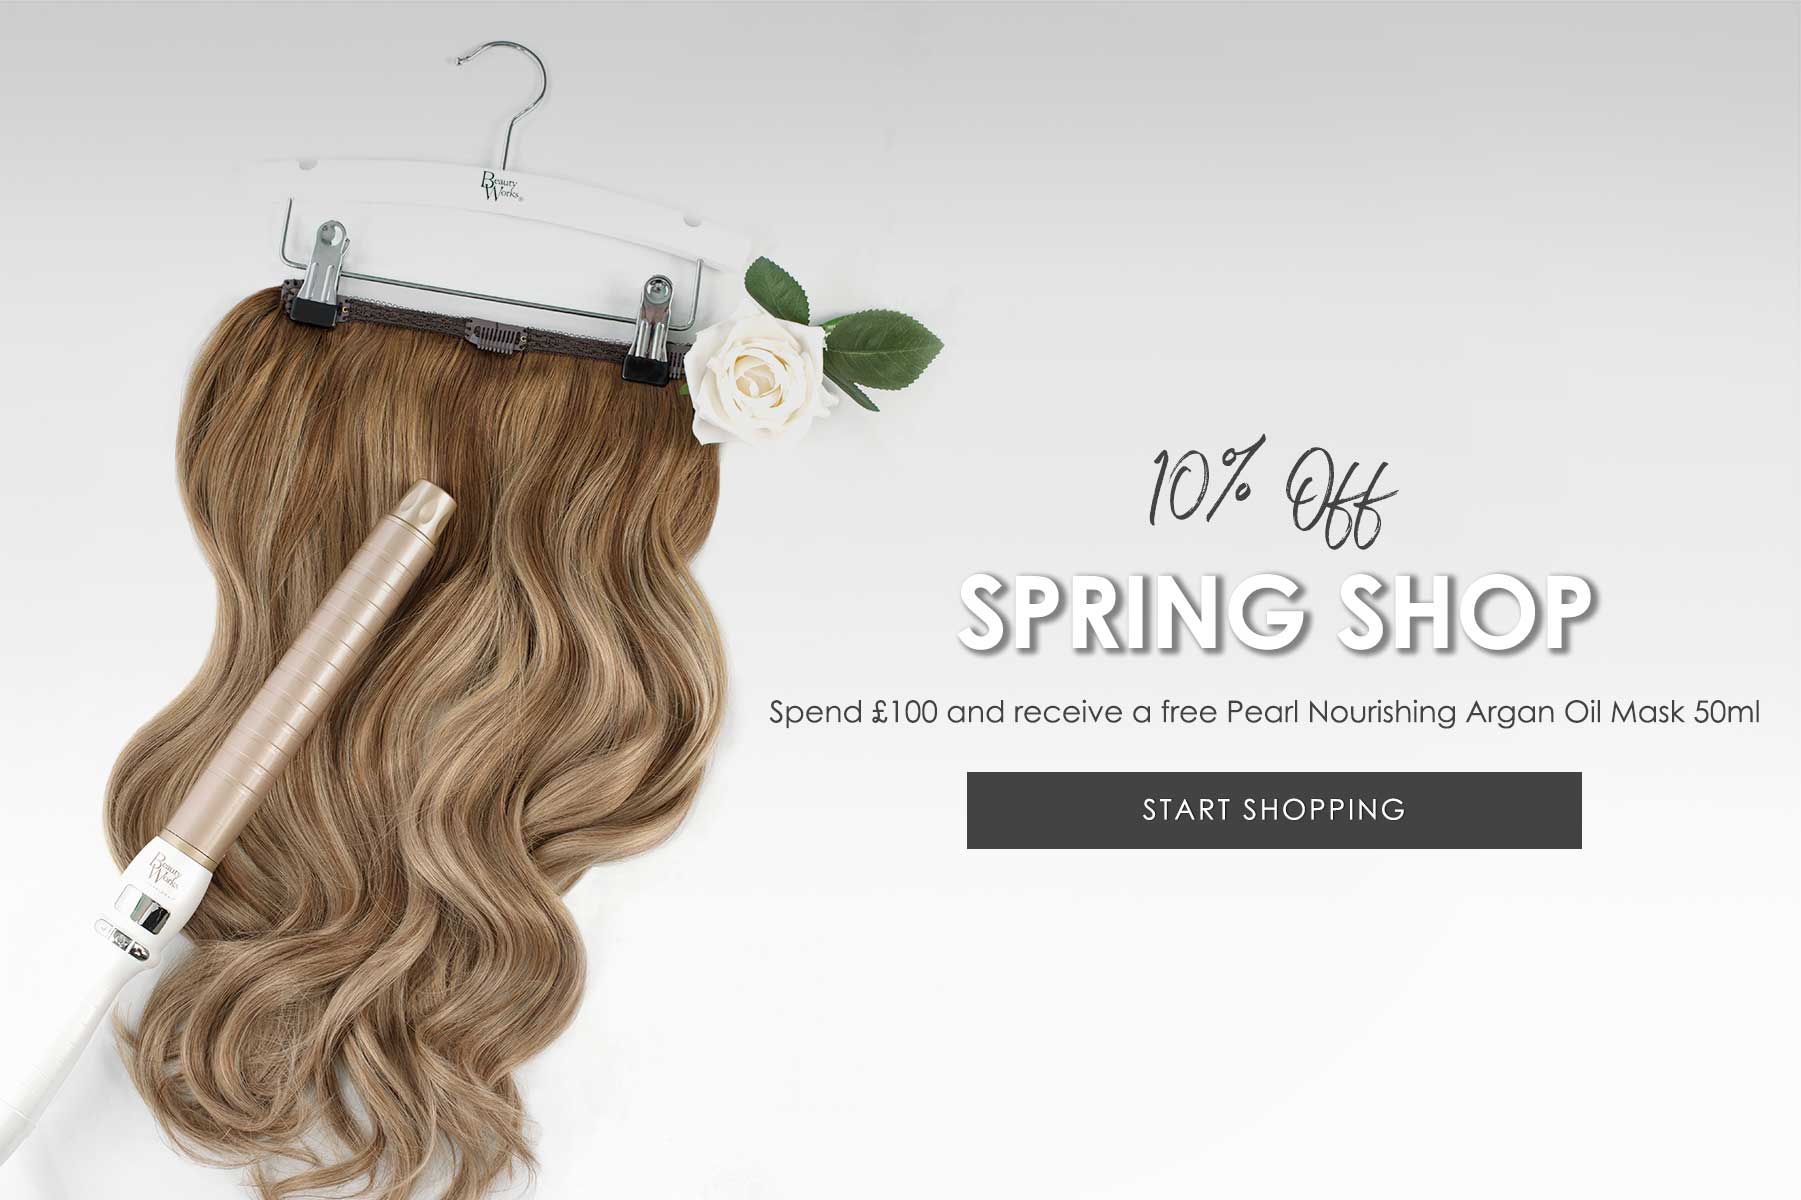 Beauty
Works®
10% Off
SPRING SHOP
Spend £100 and receive a free Pearl Nourishing Argan Oil Mask 50ml
START SHOPPING
Beauty
Works